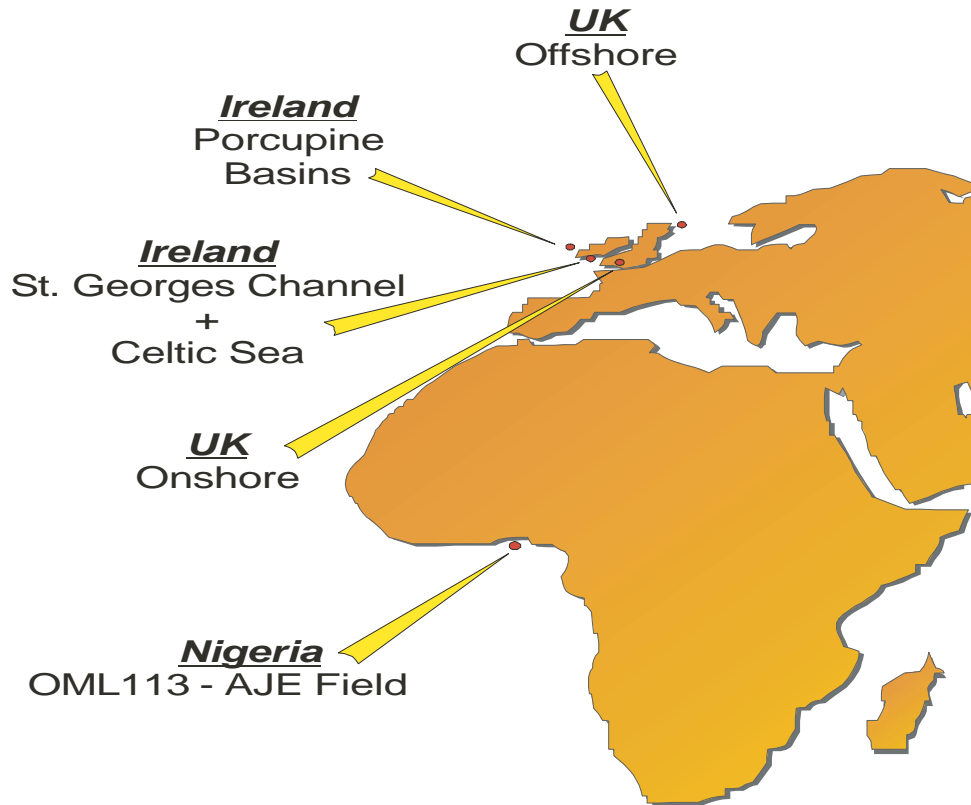 UK
Offshore
Ireland
Porcupine
Basins
Ireland
St. Georges Channel
+
Celtic Sea
UK
Onshore
Nigeria
OML113 - AJE Field